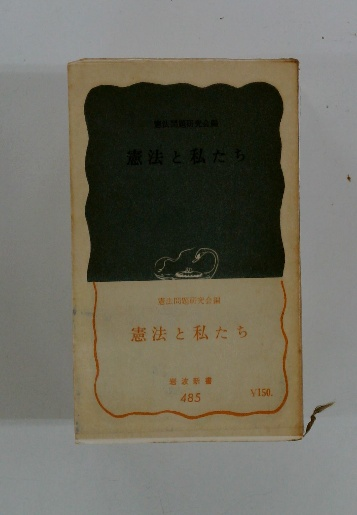 憲法問題研究会編
憲法と私たち
憲法問題研究会編
憲法と私たち
岩波新書
485
¥150.